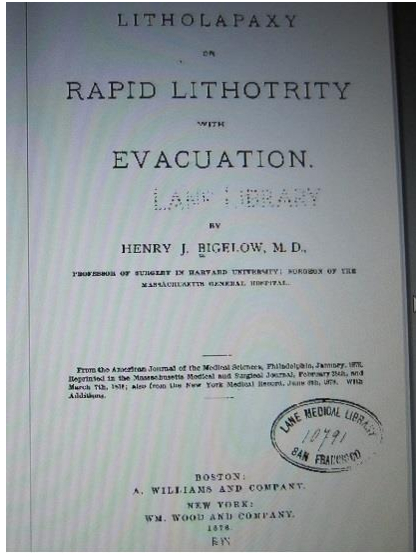 LITHOLAPAXY
OR
RAPID LITHOTRITY
WITH
EVACUATION.
LANE LIBRARY
BY
HENRY J. BIGELOW, M. D.,
PROFESSOR OF SURGERY IN HARVARD UNIVERSITY; SURGEON OF THE
MASSACHUSETTS GENERAL HOSPITAL.
From the American Journal of the Medical Sciences, Philadelphia, January, 1878.
Reprinted in the Massachusetts Medical and Surgical Journal, February 28th, and
March 7th, 1878; also from the New York Medical Record, June 8th, 1878. With
Additions.
LANE MEDICAL LIBRARY
10791
SAN FRANCISCO
BOSTON:
A. WILLIAMS AND COMPANY.
NEW YORK:
WM. WOOD AND COMPANY.
1878